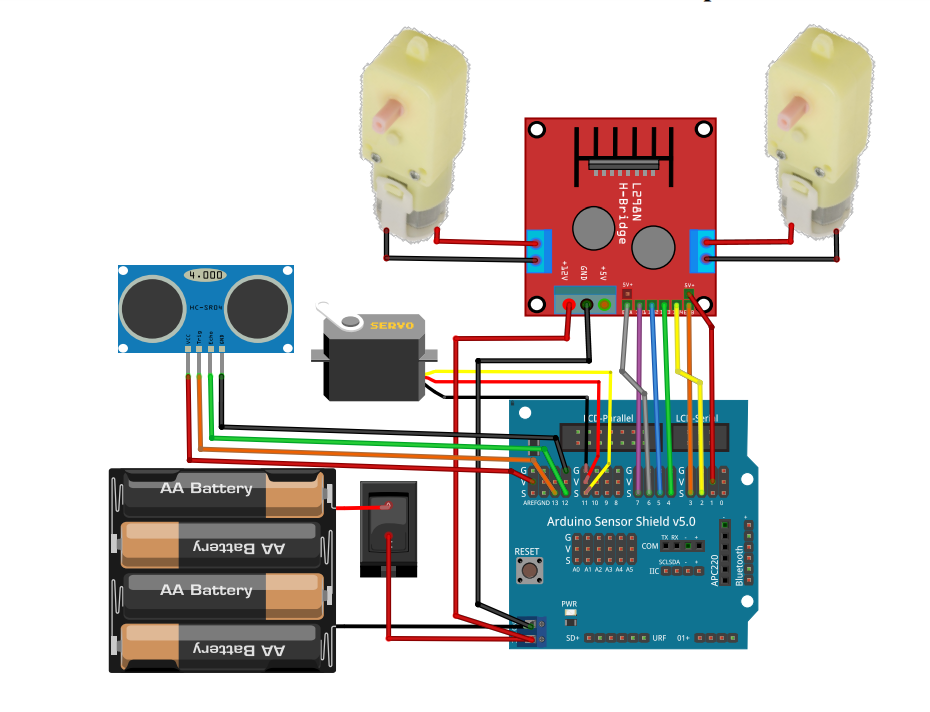 L298N
H-Bridge
+12V
GND
+5V
5V+
5V+
4.000
HC-SR04
VCC
Trig
Echo
GND
SERVO
LCD-Parallel
LCD-Serial
G
V
S
G
V
S
G
V
S
G
V
S
AREF GND 13 12
11 10 9 8
7 6 5 4
3 2 1 0
AA Battery
AA Battery
AA Battery
AA Battery
Arduino Sensor Shield v5.0
RESET
G
V
S
A0 A1 A2 A3 A4 A5
TX RX - +
COM
SCL SDA - +
IIC
APC220
Bluetooth
- +
PWR
SD+
URF
01+